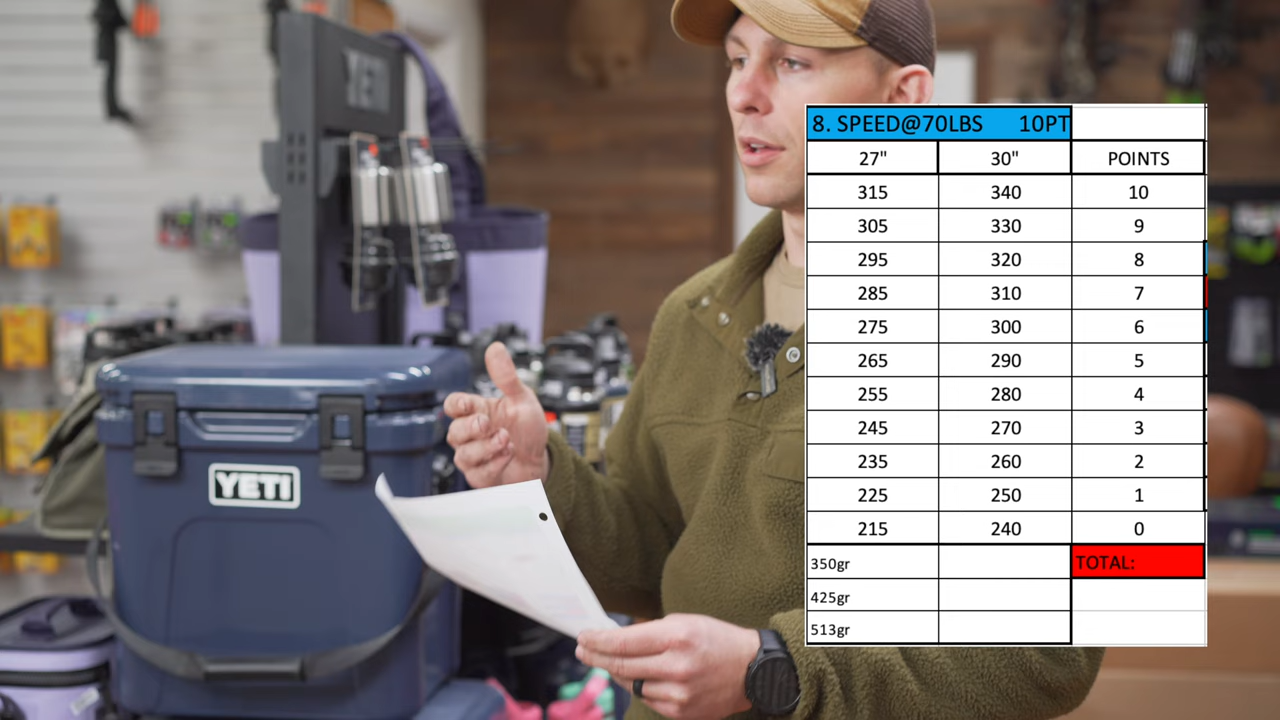 YETI
YETI
8. SPEED@70LBS 10PT
27" 30" POINTS
315 340 10
305 330 9
295 320 8
285 310 7
275 300 6
265 290 5
255 280 4
245 270 3
235 260 2
225 250 1
215 240 0
350gr TOTAL:
425gr
513gr